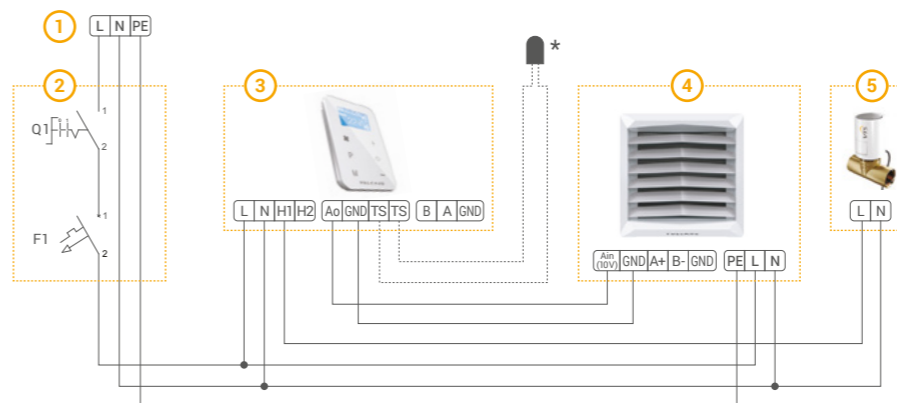 1
L N PE
2
3
*
4
5
1
Q1
2
1
F1
2
L N H1 H2 Ao GND TS TS B A GND
L N
Ain (10V) GND A+ B- GND PE L N